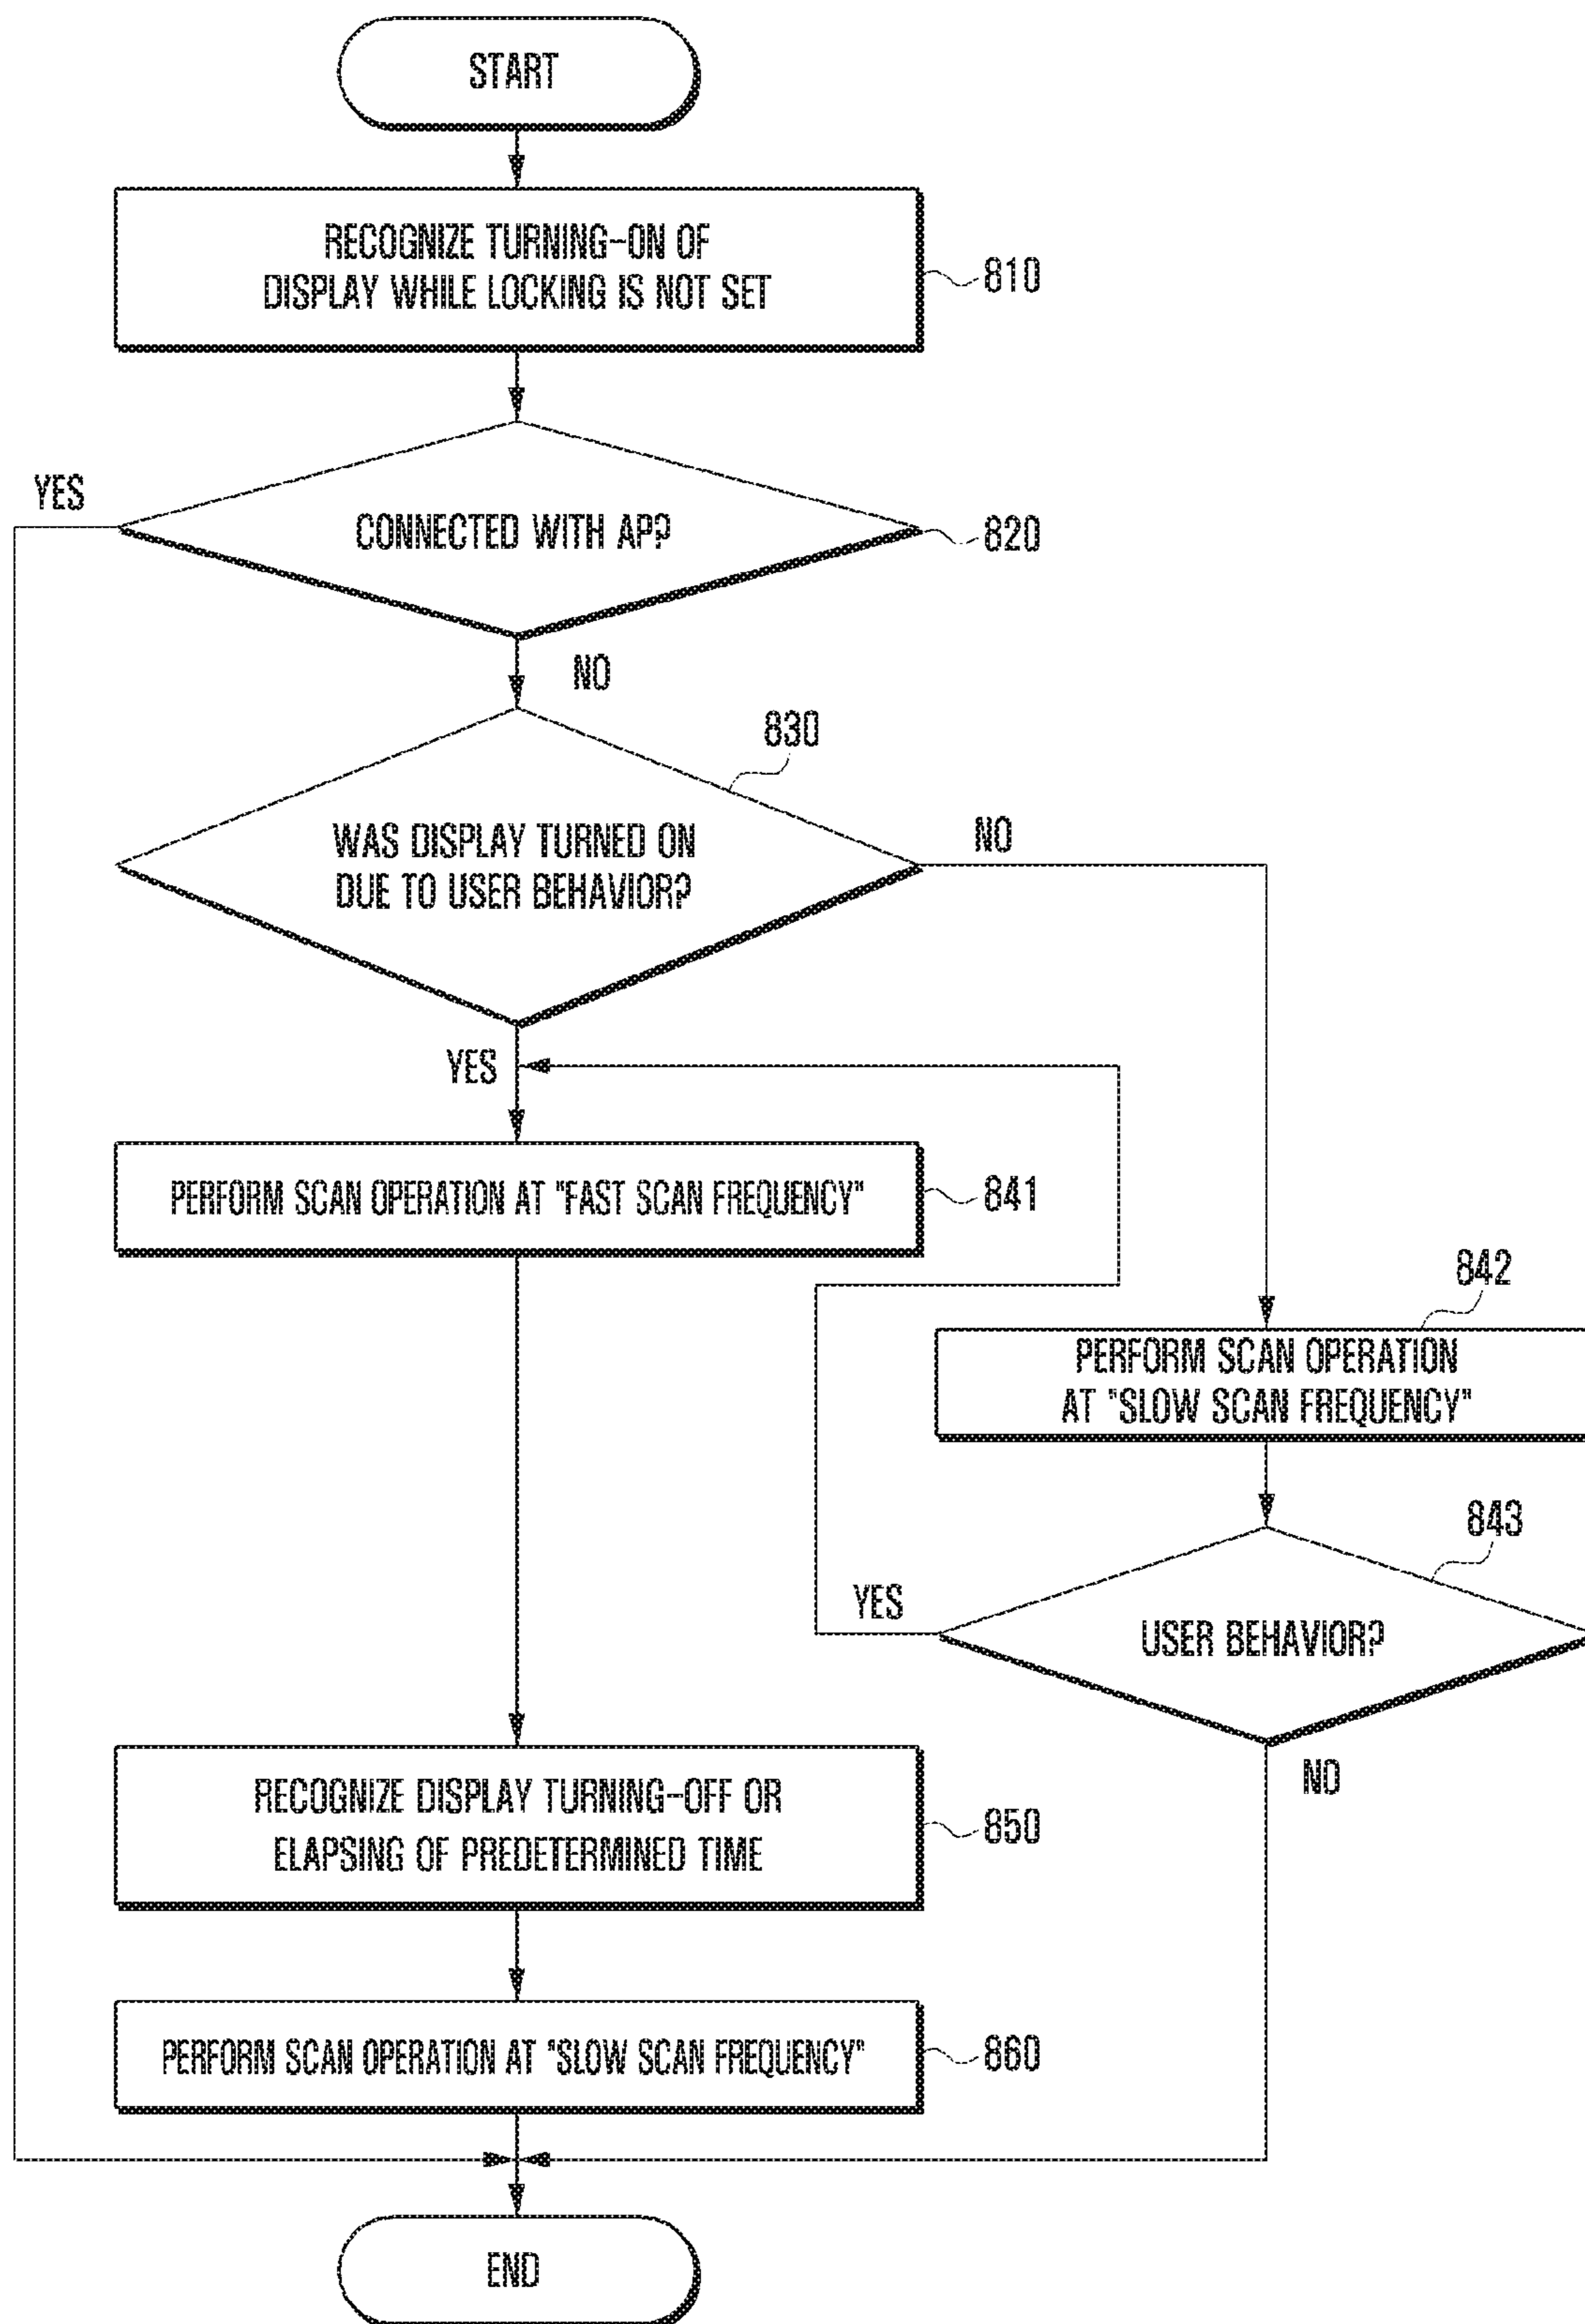 START
RECOGNIZE TURNING-ON OF
DISPLAY WHILE LOCKING IS NOT SET
810
YES
CONNECTED WITH AP?
820
NO
830
WAS DISPLAY TURNED ON
DUE TO USER BEHAVIOR?
NO
YES
PERFORM SCAN OPERATION AT "FAST SCAN FREQUENCY"
841
842
PERFORM SCAN OPERATION
AT "SLOW SCAN FREQUENCY"
843
YES
USER BEHAVIOR?
NO
RECOGNIZE DISPLAY TURNING-OFF OR
ELAPSING OF PREDETERMINED TIME
850
PERFORM SCAN OPERATION AT "SLOW SCAN FREQUENCY"
860
END